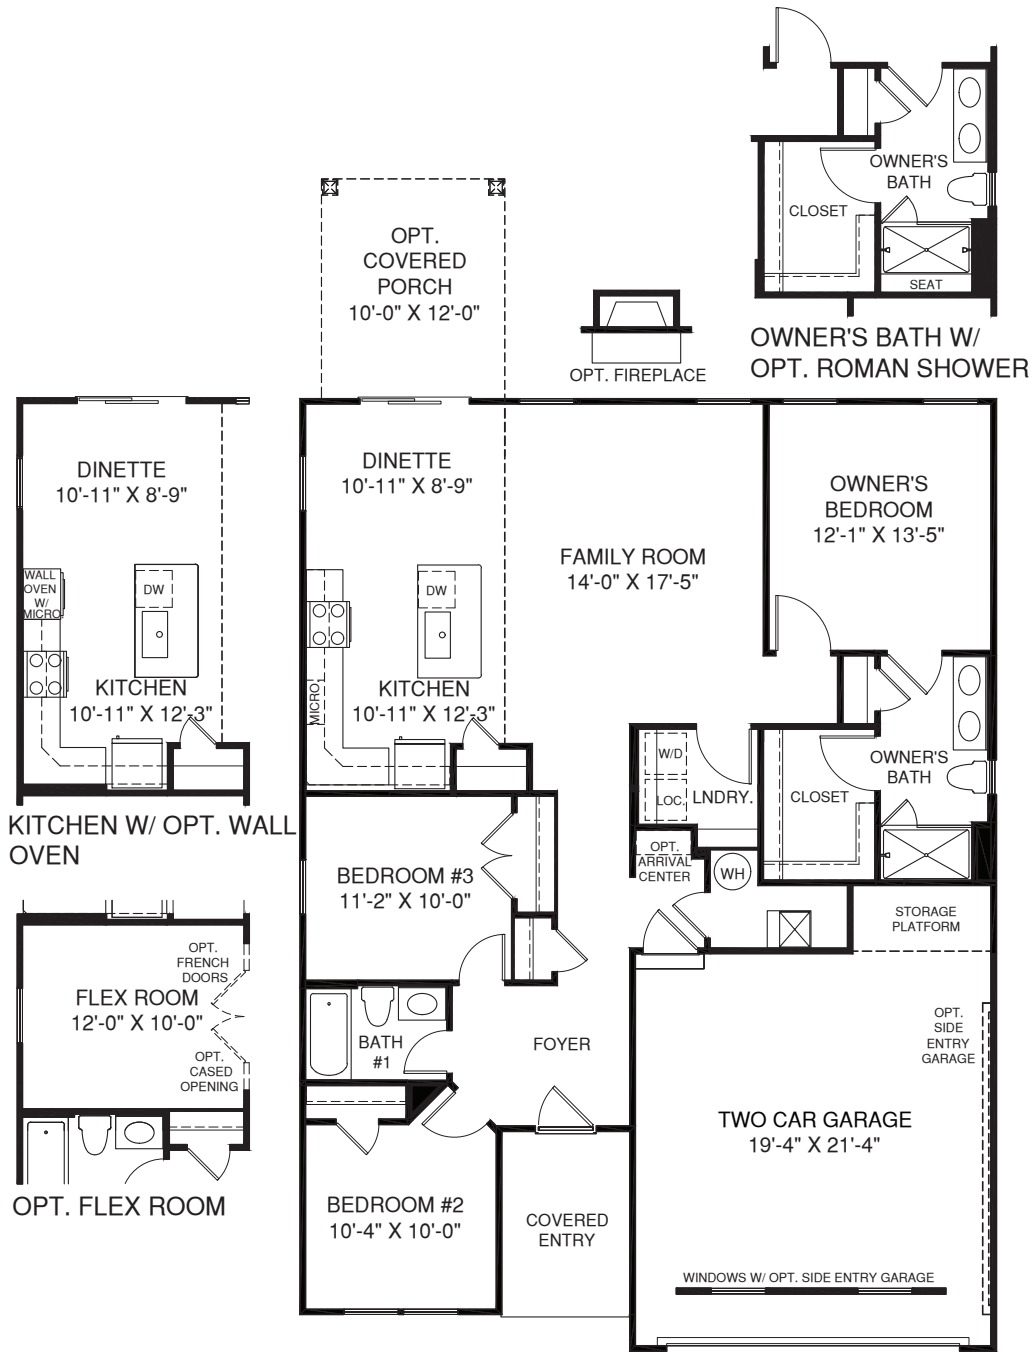 OWNER'S
BATH
CLOSET
SEAT
OWNER'S BATH W/
OPT. ROMAN SHOWER
OPT.
COVERED
PORCH
10'-0" X 12'-0"
OPT. FIREPLACE
DINETTE
10'-11" X 8'-9"
WALL
OVEN
W/
MICRO
DW
KITCHEN
10'-11" X 12'-3"
KITCHEN W/ OPT. WALL
OVEN
DINETTE
10'-11" X 8'-9"
DW
MICRO
KITCHEN
10'-11" X 12'-3"
FAMILY ROOM
14'-0" X 17'-5"
OWNER'S
BEDROOM
12'-1" X 13'-5"
W/D
LOC.
LNDRY.
CLOSET
OWNER'S
BATH
OPT.
ARRIVAL
CENTER
WH
BEDROOM #3
11'-2" X 10'-0"
STORAGE
PLATFORM
OPT.
FRENCH
DOORS
FLEX ROOM
12'-0" X 10'-0"
OPT.
CASED
OPENING
OPT. FLEX ROOM
BATH
#1
FOYER
OPT.
SIDE
ENTRY
GARAGE
TWO CAR GARAGE
19'-4" X 21'-4"
BEDROOM #2
10'-4" X 10'-0"
COVERED
ENTRY
WINDOWS W/ OPT. SIDE ENTRY GARAGE